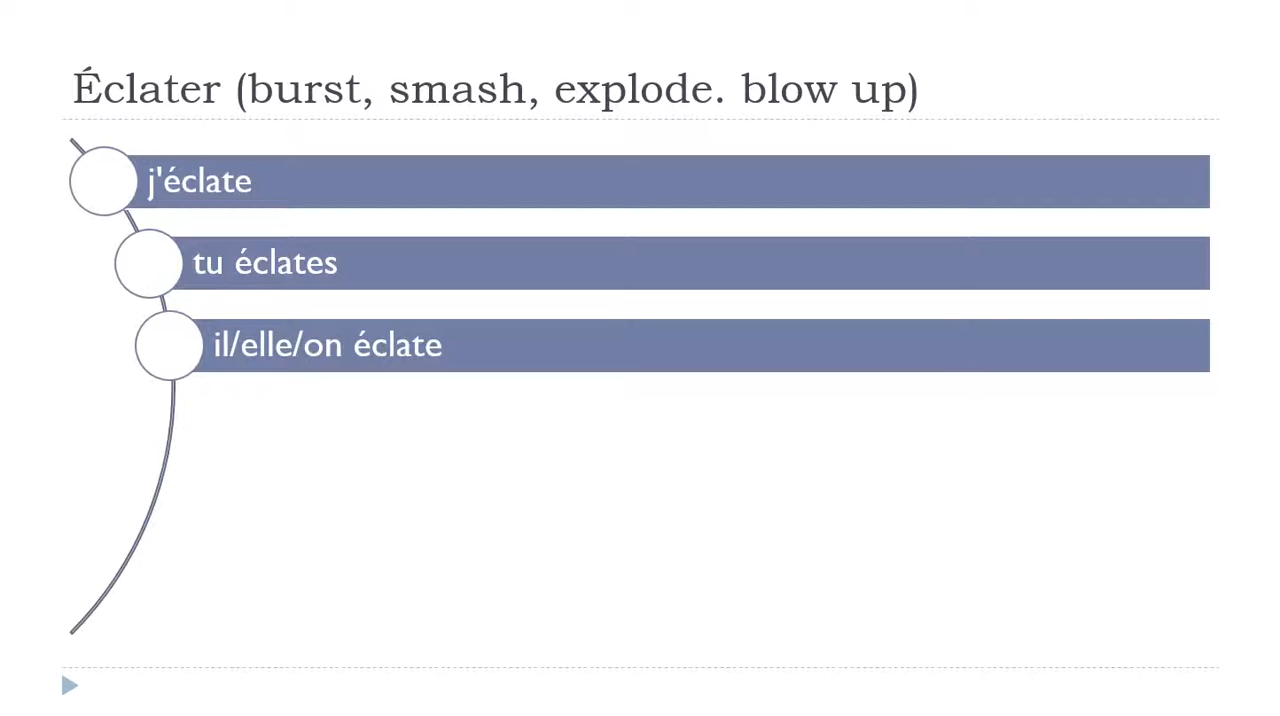 Éclater (burst, smash, explode. blow up)
j'éclate
tu éclates
il/elle/on éclate